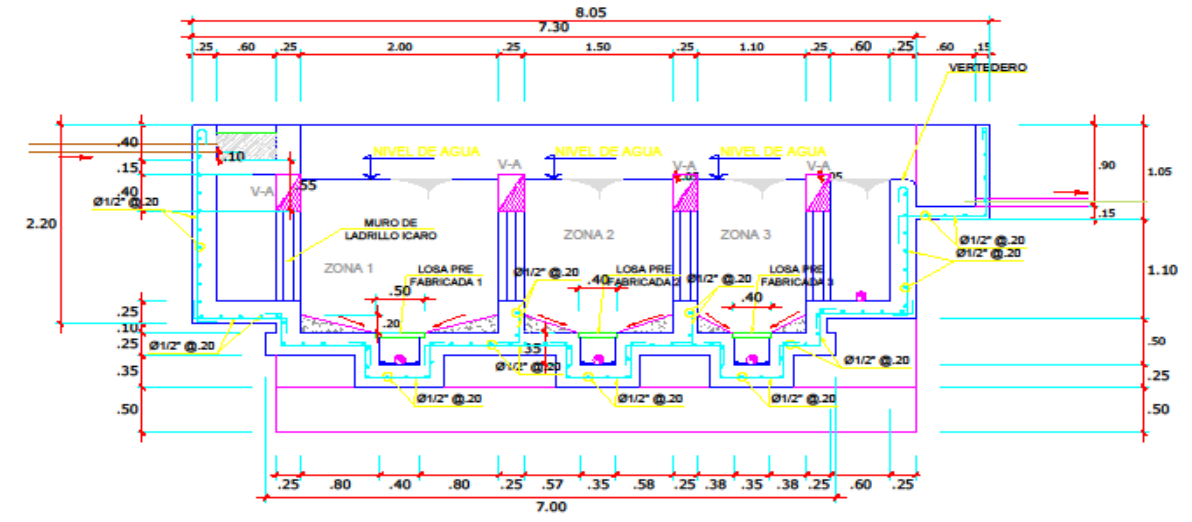 8.05
7.30
.25 .60 .25 2.00 .25 1.50 .25 1.10 .25 .60 .25 .60 .15
VERTEDERO
.40
.10
.15
NIVEL DE AGUA NIVEL DE AGUA NIVEL DE AGUA
.90
1.05
V-A V-A V-A
.05
V-A .55
.40
Ø1/2" @.20
2.20
.15
MURO DE
LADRILLO ICARO
ZONA 2 ZONA 3
Ø1/2" @.20
Ø1/2" @.20
ZONA 1
LOSA PRE
FABRICADA 1
Ø1/2" @.20
LOSA PRE
FABRICADA 2
Ø1/2" @.20
LOSA PRE
FABRICADA 3
1.10
.50 .40 .40
.25
.10
.20
.25
Ø1/2" @.20
.35
Ø1/2" @.20
Ø1/2" @.20
Ø1/2" @.20
Ø1/2" @.20
.50
.35
.25
Ø1/2" @.20 Ø1/2" @.20 Ø1/2" @.20
.50
.50
.25 .80 .40 .80 .25 .57 .35 .58 .25 .38 .35 .38 .25 .60 .25
7.00